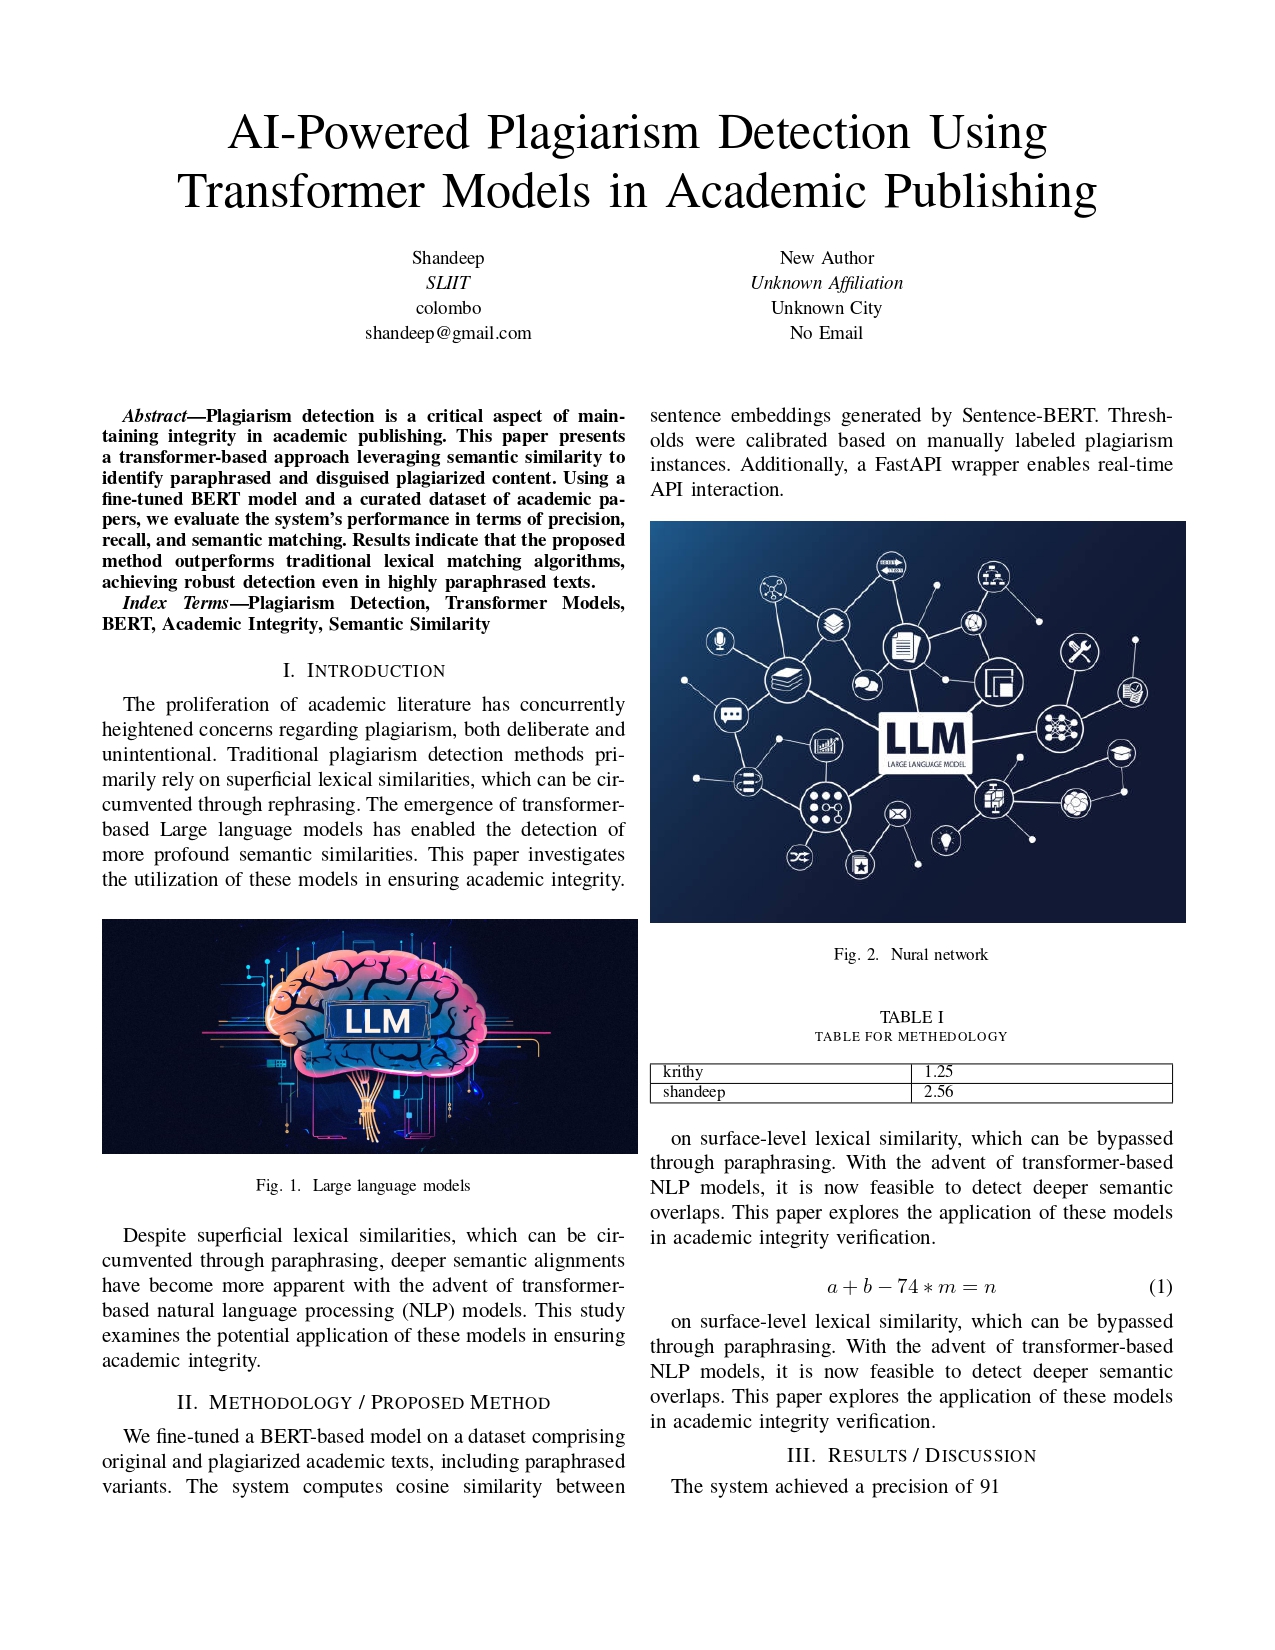 AI-Powered Plagiarism Detection Using
Transformer Models in Academic Publishing
Shandeep
SLIIT
colombo
shandeep@gmail.com
New Author
Unknown Affiliation
Unknown City
No Email
Abstract—Plagiarism detection is a critical aspect of main-
taining integrity in academic publishing. This paper presents
a transformer-based approach leveraging semantic similarity to
identify paraphrased and disguised plagiarized content. Using a
fine-tuned BERT model and a curated dataset of academic pa-
pers, we evaluate the system's performance in terms of precision,
recall, and semantic matching. Results indicate that the proposed
method outperforms traditional lexical matching algorithms,
achieving robust detection even in highly paraphrased texts.
Index Terms—Plagiarism Detection, Transformer Models,
BERT, Academic Integrity, Semantic Similarity
I. INTRODUCTION
The proliferation of academic literature has concurrently
heightened concerns regarding plagiarism, both deliberate and
unintentional. Traditional plagiarism detection methods pri-
marily rely on superficial lexical similarities, which can be cir-
cumvented through rephrasing. The emergence of transformer-
based Large language models has enabled the detection of
more profound semantic similarities. This paper investigates
the utilization of these models in ensuring academic integrity.
LLM
Fig. 1. Large language models
Despite superficial lexical similarities, which can be cir-
cumvented through paraphrasing, deeper semantic alignments
have become more apparent with the advent of transformer-
based natural language processing (NLP) models. This study
examines the potential application of these models in ensuring
academic integrity.
II. METHODOLOGY / PROPOSED METHOD
We fine-tuned a BERT-based model on a dataset comprising
original and plagiarized academic texts, including paraphrased
variants. The system computes cosine similarity between
sentence embeddings generated by Sentence-BERT. Thresh-
olds were calibrated based on manually labeled plagiarism
instances. Additionally, a FastAPI wrapper enables real-time
API interaction.
LLM
LARGE LANGUAGE MODEL
Fig. 2. Nural network
TABLE I
TABLE FOR METHEDOLOGY
krithy 1.25
shandeep 2.56
on surface-level lexical similarity, which can be bypassed
through paraphrasing. With the advent of transformer-based
NLP models, it is now feasible to detect deeper semantic
overlaps. This paper explores the application of these models
in academic integrity verification.
a + b − 74 ∗ m = n (1)
on surface-level lexical similarity, which can be bypassed
through paraphrasing. With the advent of transformer-based
NLP models, it is now feasible to detect deeper semantic
overlaps. This paper explores the application of these models
in academic integrity verification.
III. RESULTS / DISCUSSION
The system achieved a precision of 91